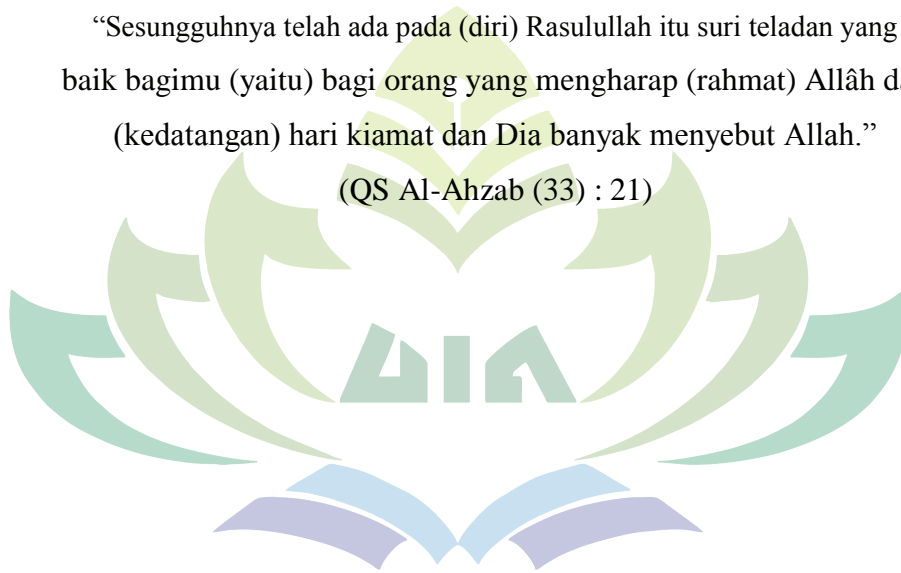 “Sesungguhnya telah ada pada (diri) Rasulullah itu suri teladan yang
baik bagimu (yaitu) bagi orang yang mengharap (rahmat) Allâh
(kedatangan) hari kiamat dan Dia banyak menyebut Allah.”
(QS Al-Ahzab (33) : 21)
UIN